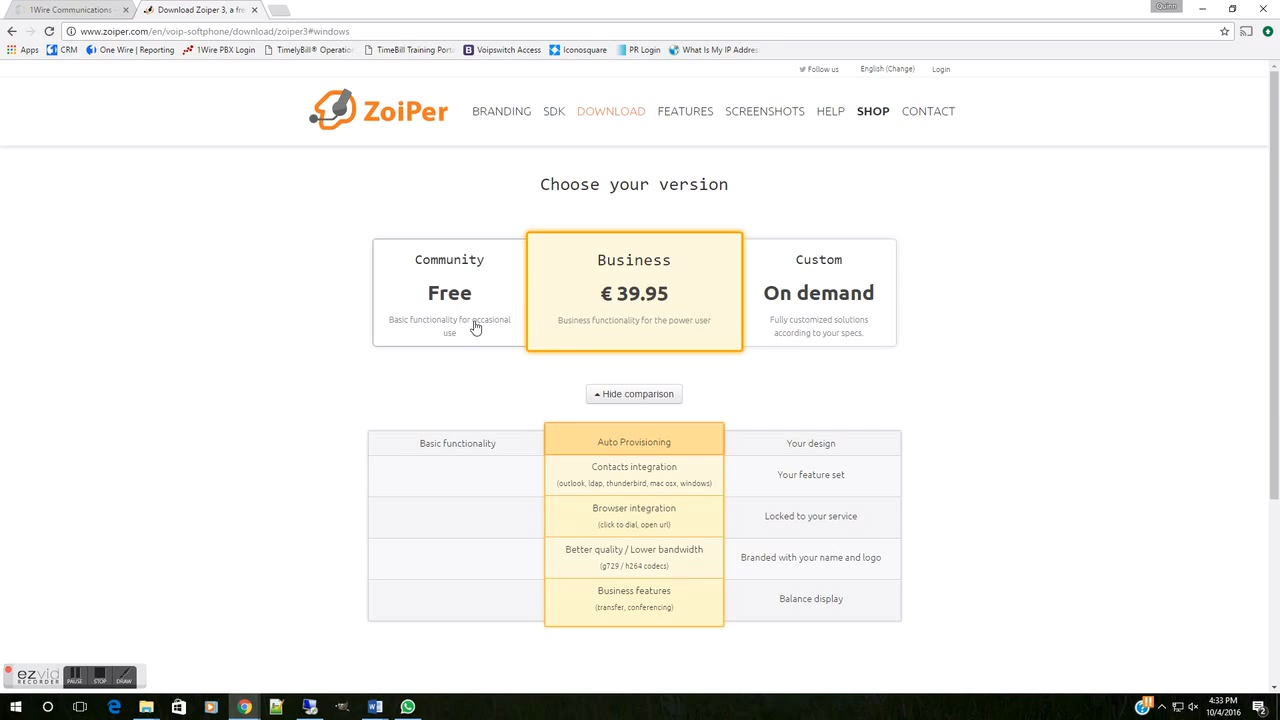 1Wire Communications -
Download Zoiper 3, a fre
Quinn
www.zoiper.com/en/voip-softphone/download/zoiper3#windows
Apps CRM One Wire | Reporting 1Wire PBX Login TimelyBill® Operatio TimeBill Training Port Voipswitch Access Iconosquare PR Login What Is My IP Addres
Follow us English (Change) Login
ZoiPer BRANDING SDK DOWNLOAD FEATURES SCREENSHOTS HELP SHOP CONTACT
Choose your version
Community
Free
Basic functionality for occasional
use
Business
€ 39.95
Business functionality for the power user
Custom
On demand
Fully customized solutions
according to your specs.
Hide comparison
Basic functionality Auto Provisioning Your design
Contacts integration
(outlook, ldap, thunderbird, mac osx, windows)
Your feature set
Browser integration
(click to dial, open url)
Locked to your service
Better quality / Lower bandwidth
(g729 / h264 codecs)
Branded with your name and logo
Business features
(transfer, conferencing)
Balance display
ezvid
RECORDER
PAUSE STOP DRAW
4:33 PM
10/4/2016
2